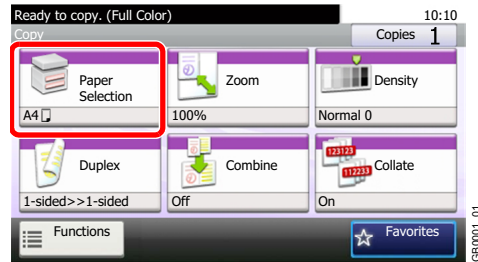 Ready to copy. (Full Color) 10:10
Copy Copies 1
Paper Selection
A4
Zoom
100%
Density
Normal 0
Duplex
1-sided>>1-sided
Combine
Off
123123
112233
Collate
On
Functions
Favorites
GB0001_01